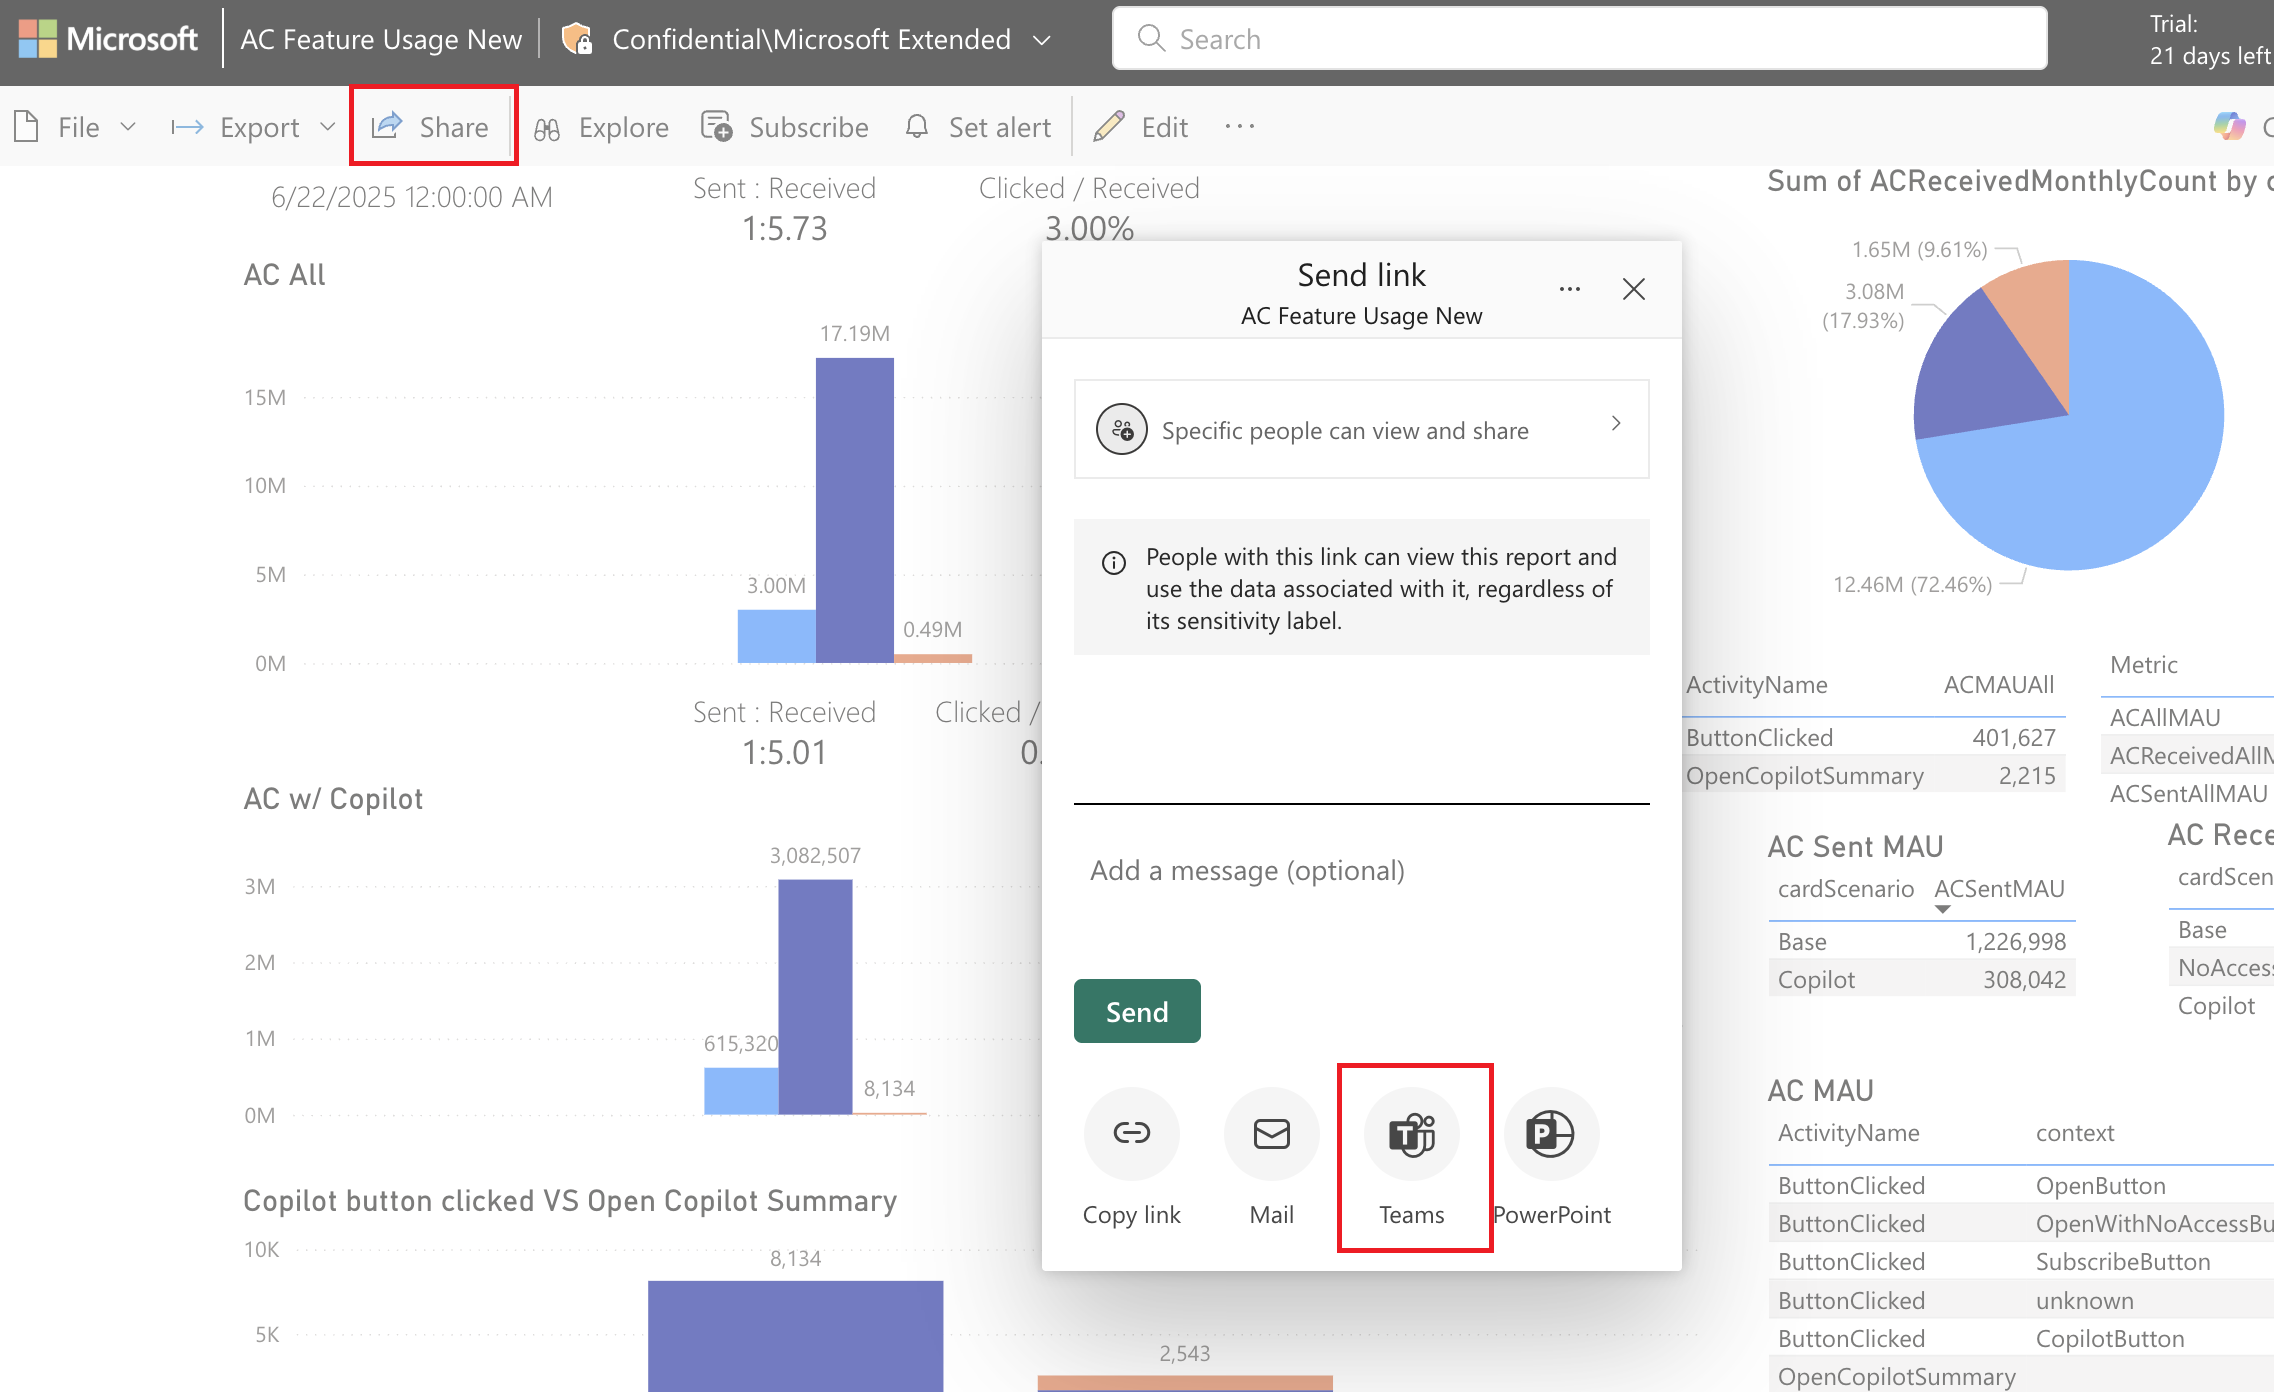 Microsoft
AC Feature Usage New
Confidential\Microsoft Extended
Search
Trial:
21 days left
File
Export
Share
Explore
Subscribe
Set alert
Edit
6/22/2025 12:00:00 AM
Sent : Received
1:5.73
Clicked / Received
3.00%
AC All
17.19M
15M
10M
5M
0M
3.00M
0.49M
Sent : Received
1:5.01
Clicked /
0.
AC w/ Copilot
3,082,507
3M
2M
1M
0M
615,320
8,134
Copilot button clicked VS Open Copilot Summary
10K
5K
8,134
2,543
Send link
AC Feature Usage New
Specific people can view and share
People with this link can view this report and
use the data associated with it, regardless of
its sensitivity label.
Add a message (optional)
Send
Copy link
Mail
Teams
PowerPoint
Sum of ACReceivedMonthlyCount by
1.65M (9.61%)
3.08M
(17.93%)
12.46M (72.46%)
ActivityName ACMAUAll
ButtonClicked 401,627
OpenCopilotSummary 2,215
Metric
ACAllMAU
ACReceivedAllM
ACSentAllMAU
AC Sent MAU
cardScenario ACSentMAU
Base 1,226,998
Copilot 308,042
AC Rece
cardScen
Base
NoAccess
Copilot
AC MAU
ActivityName context
ButtonClicked OpenButton
ButtonClicked OpenWithNoAccessBu
ButtonClicked SubscribeButton
ButtonClicked unknown
ButtonClicked CopilotButton
OpenCopilotSummary